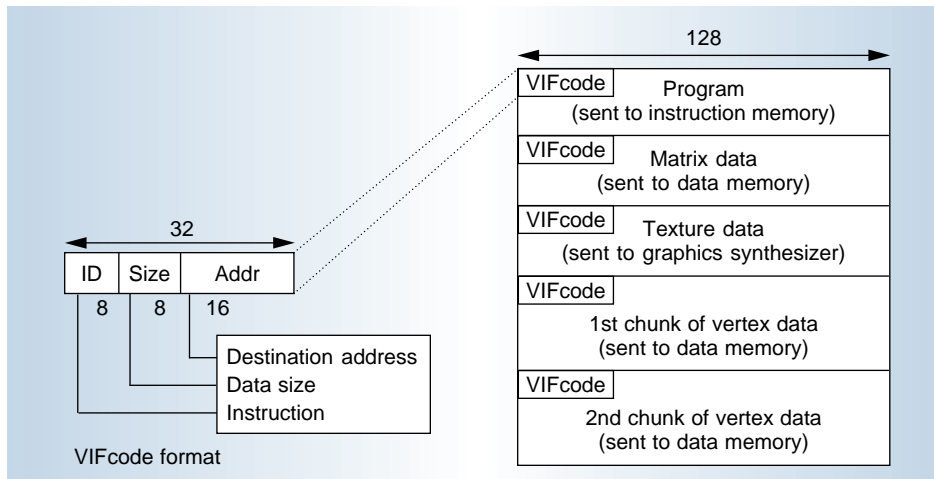 128
VIFcode
Program
(sent to instruction memory)
VIFcode
Matrix data
(sent to data memory)
VIFcode
Texture data
(sent to graphics synthesizer)
VIFcode
1st chunk of vertex data
(sent to data memory)
VIFcode
2nd chunk of vertex data
(sent to data memory)
32
ID Size Addr
8 8 16
Destination address
Data size
Instruction
VIFcode format